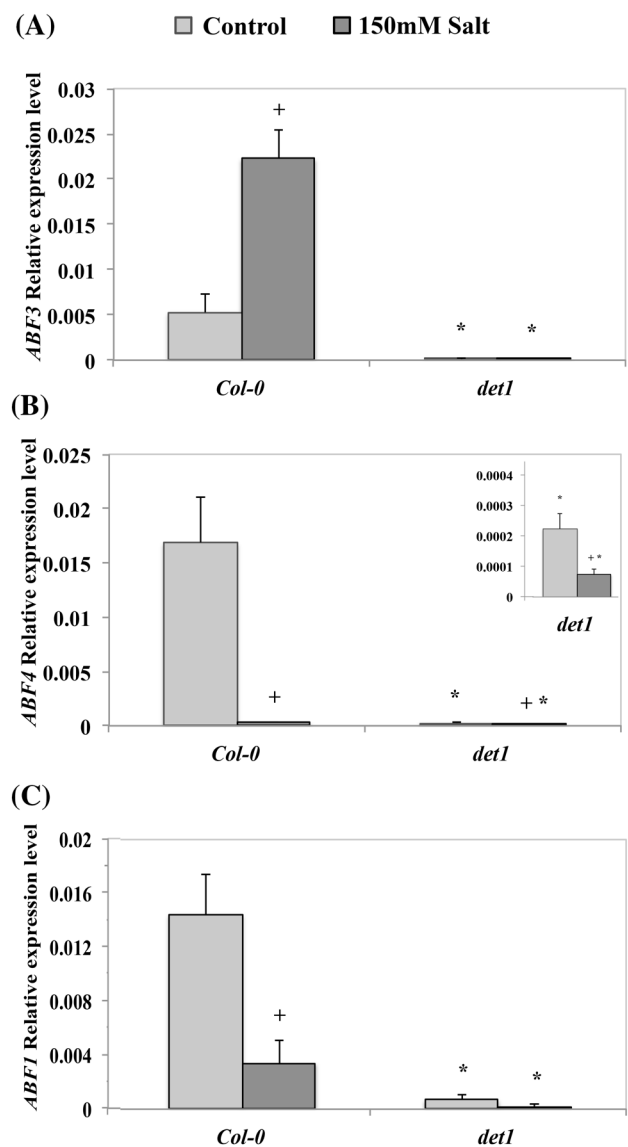 (A)
Control 150mM Salt
ABF3 Relative expression level
0.03
0.025
0.02
0.015
0.01
0.005
0
+
* *
Col-0 det1
(B)
ABF4 Relative expression level
0.025
0.02
0.015
0.01
0.005
0
+
* + *
0.0004
0.0003
0.0002
0.0001
0
*
+ *
det1
Col-0 det1
(C)
ABF1 Relative expression level
0.02
0.016
0.012
0.008
0.004
0
+
* *
Col-0 det1